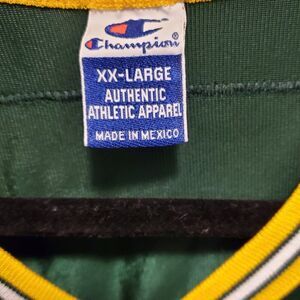 Champion
XX-LARGE
AUTHENTIC
ATHLETIC APPAREL
MADE IN MEXICO